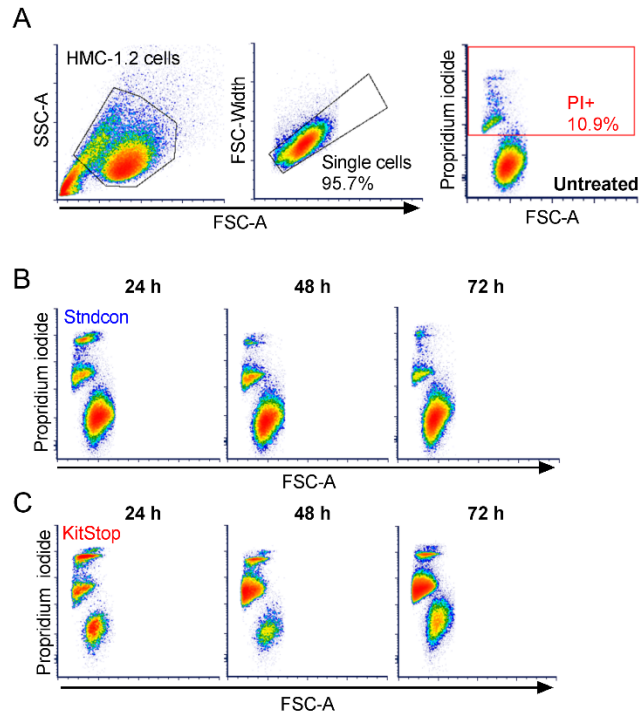 A
HMC-1.2 cells
SSC-A
FSC-Width
Single cells
95.7%
Propridium iodide
PI+
10.9%
Untreated
FSC-A
FSC-A
B
24 h
48 h
72 h
Stndcon
Propridium iodide
FSC-A
C
24 h
48 h
72 h
KitStop
Propridium iodide
FSC-A